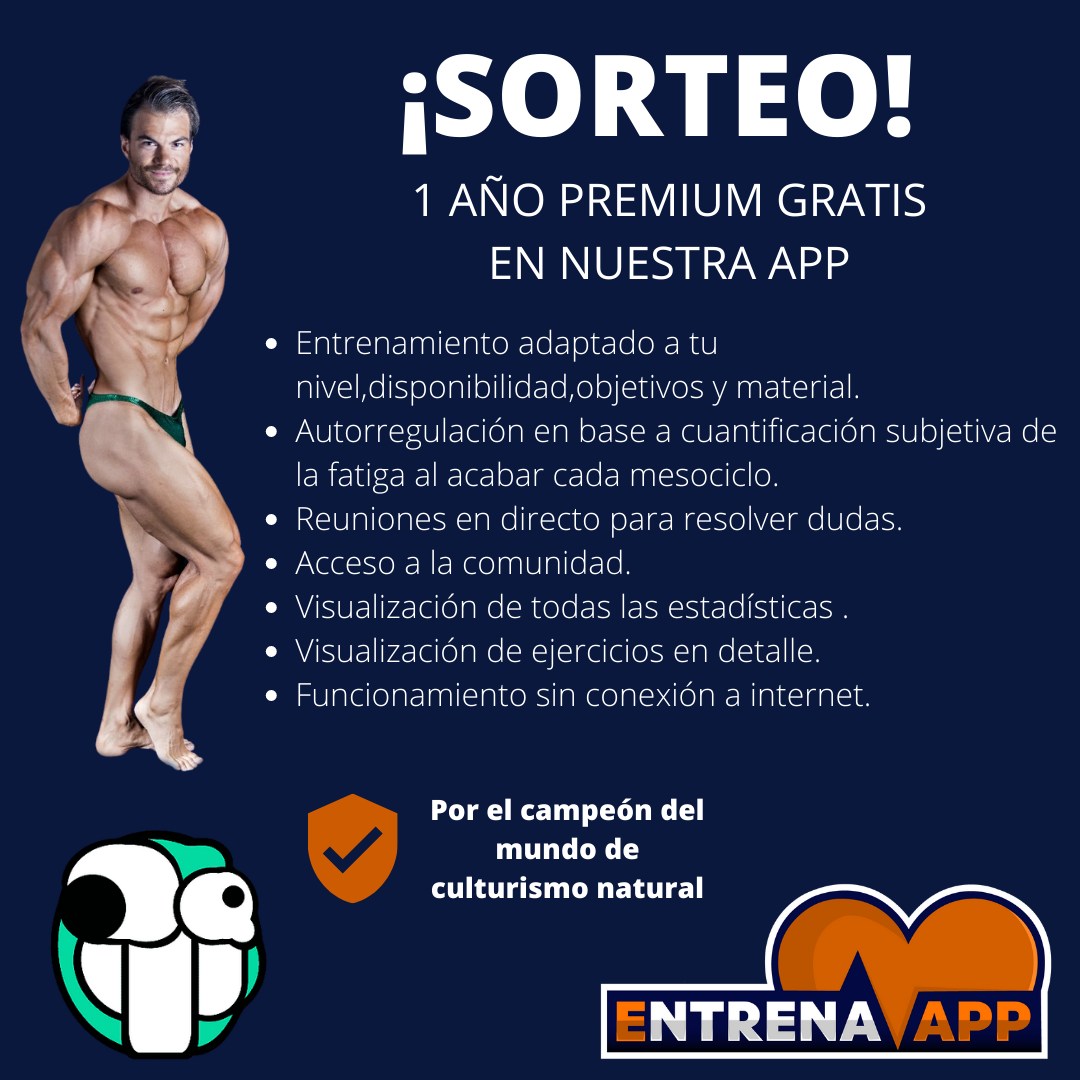 ¡SORTEO!
1 AÑO PREMIUM GRATIS
EN NUESTRA APP
• Entrenamiento adaptado a tu
nivel,disponibilidad,objetivos y material.
• Autorregulación en base a cuantificación subjetiva de
la fatiga al acabar cada mesociclo.
• Reuniones en directo para resolver dudas.
• Acceso a la comunidad.
• Visualización de todas las estadísticas .
• Visualización de ejercicios en detalle.
• Funcionamiento sin conexión a internet.
Por el campeón del
mundo de
culturismo natural
ENTRENA APP